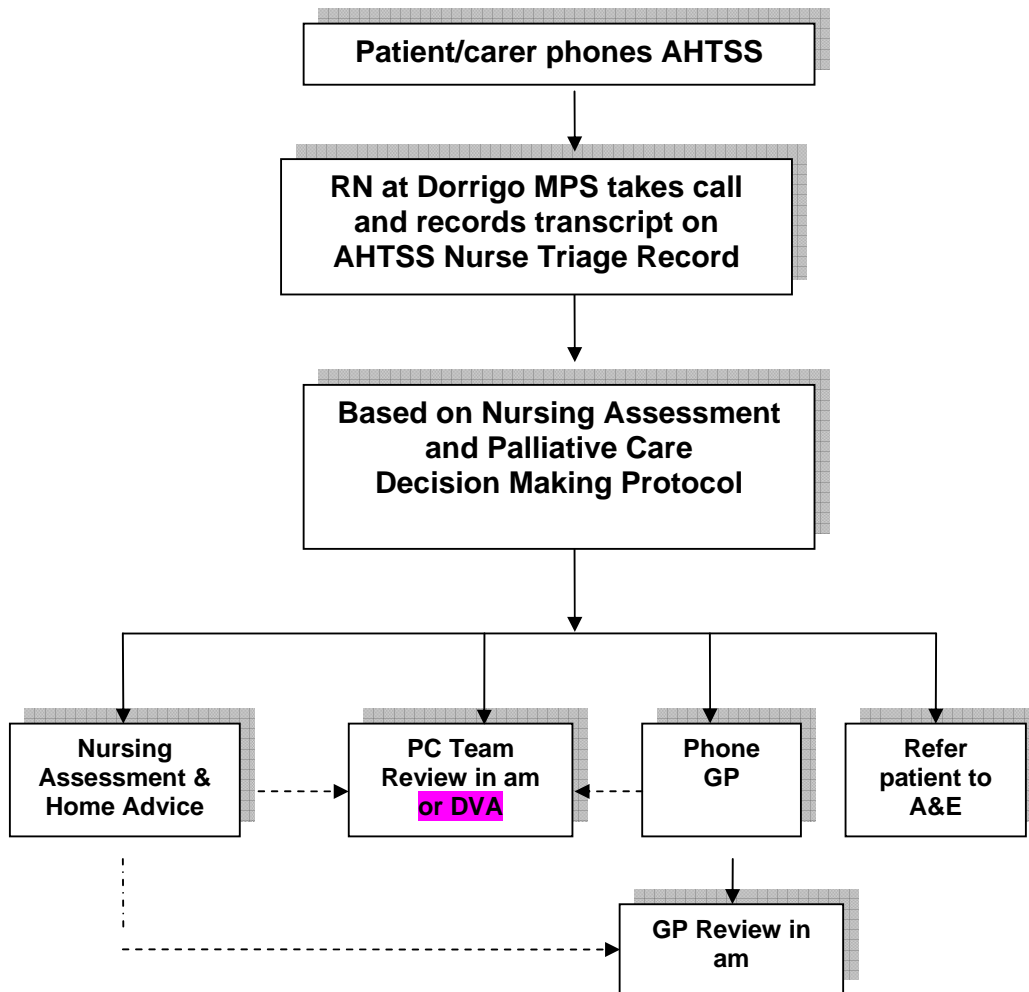 Patient/carer phones AHTSS
RN at Dorrigo MPS takes call
and records transcript on
AHTSS Nurse Triage Record
Based on Nursing Assessment
and Palliative Care
Decision Making Protocol
Nursing
Assessment &
Home Advice
PC Team
Review in am
or DVA
Phone
GP
Refer
patient to
A&E
GP Review in
am